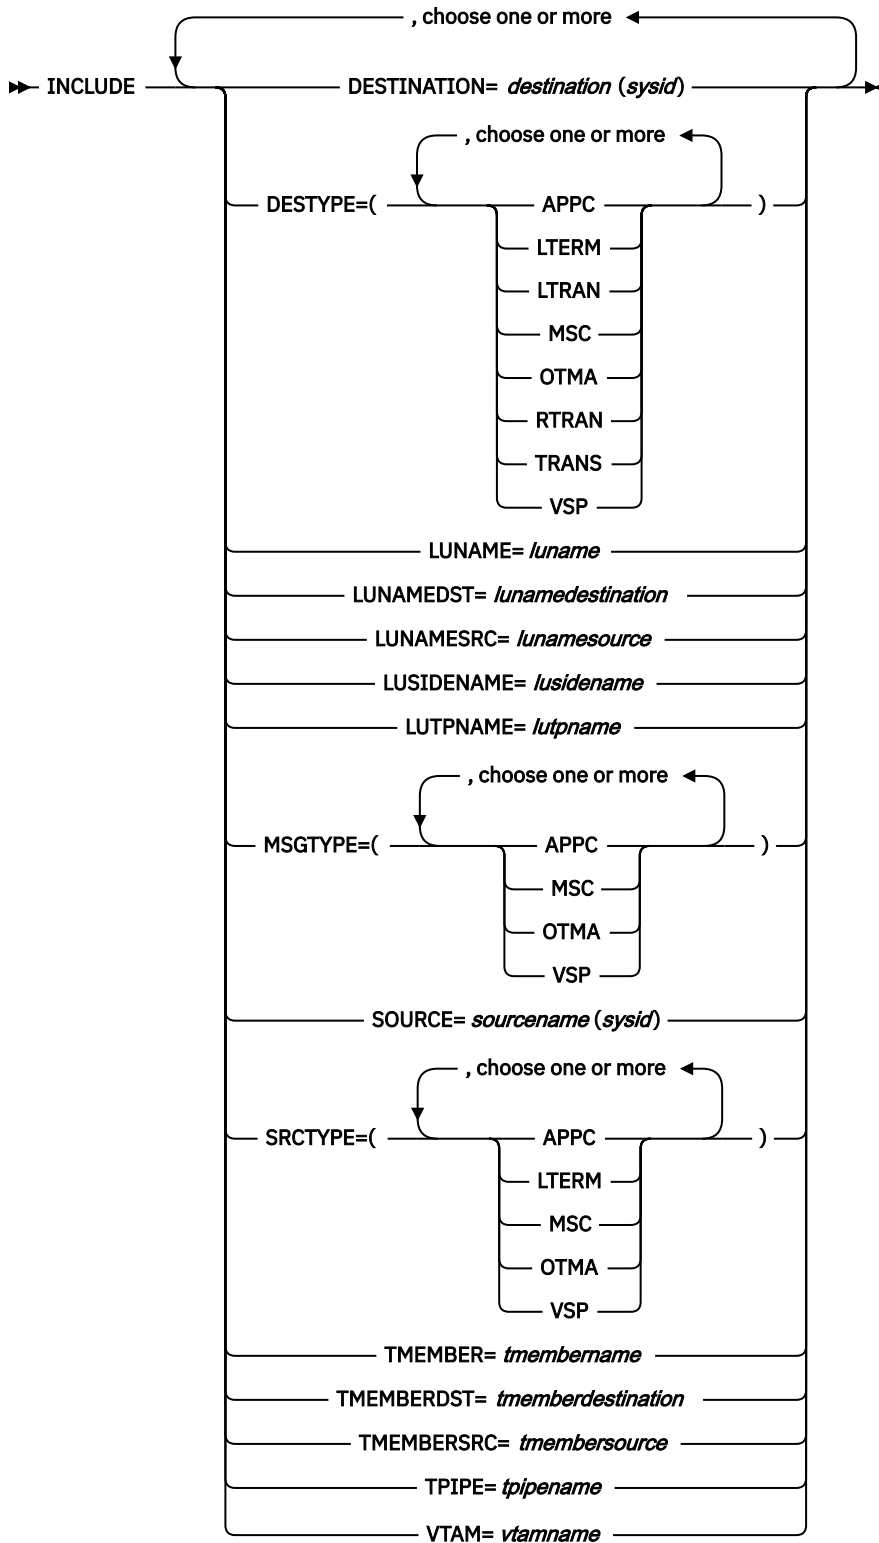 , choose one or more
INCLUDE DESTINATION= destination (sysid)
, choose one or more
DESTYPE=( APPC )
LTERM
LTRAN
MSC
OTMA
RTRAN
TRANS
VSP
LUNAME= luname
LUNAMEDST= lunamedestination
LUNAMESRC= lunamesource
LUSIDENAME= lusidename
LUTPNAME= lutpname
, choose one or more
MSGTYPE=( APPC )
MSC
OTMA
VSP
SOURCE= sourcename (sysid)
, choose one or more
SRCTYPE=( APPC )
LTERM
MSC
OTMA
VSP
TMEMBER= tmembername
TMEMBERDST= tmemberdestination
TMEMBERSRC= tmembersource
TPIPE= tpipename
VTAM= vtamname